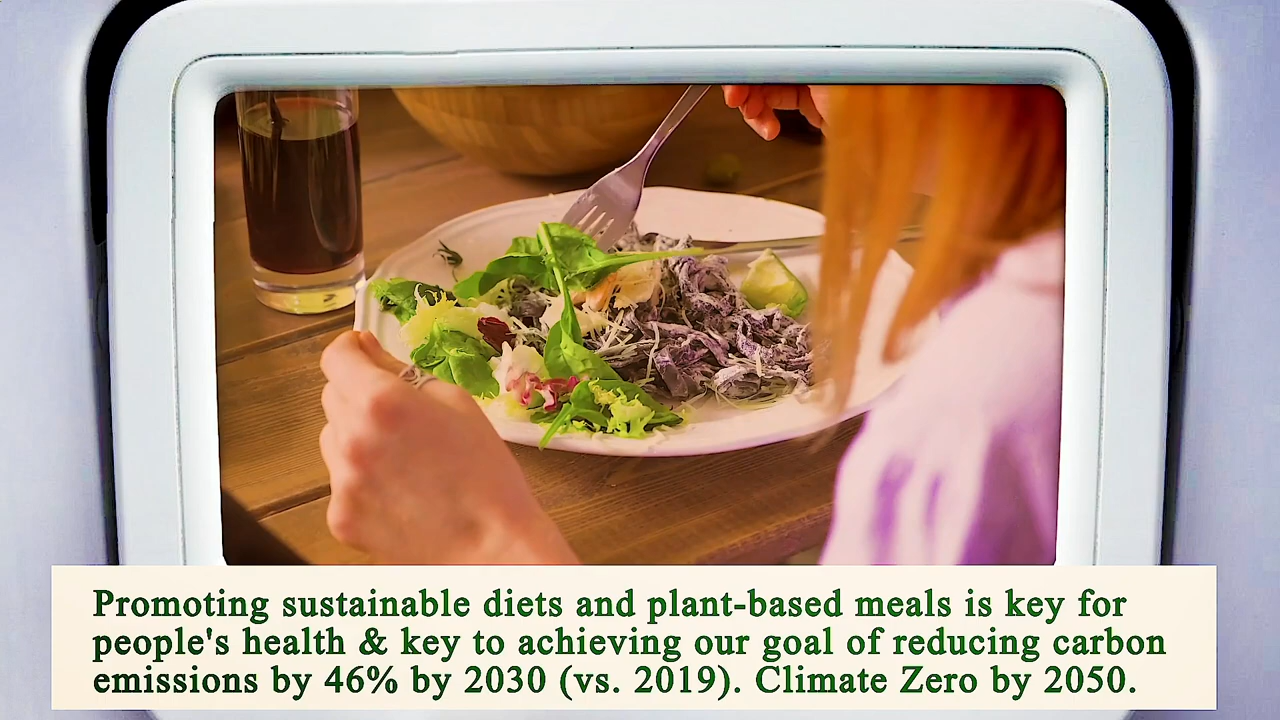 Promoting sustainable diets and plant-based meals is key for
people's health & key to achieving our goal of reducing carbon
emissions by 46% by 2030 (vs. 2019). Climate Zero by 2050.